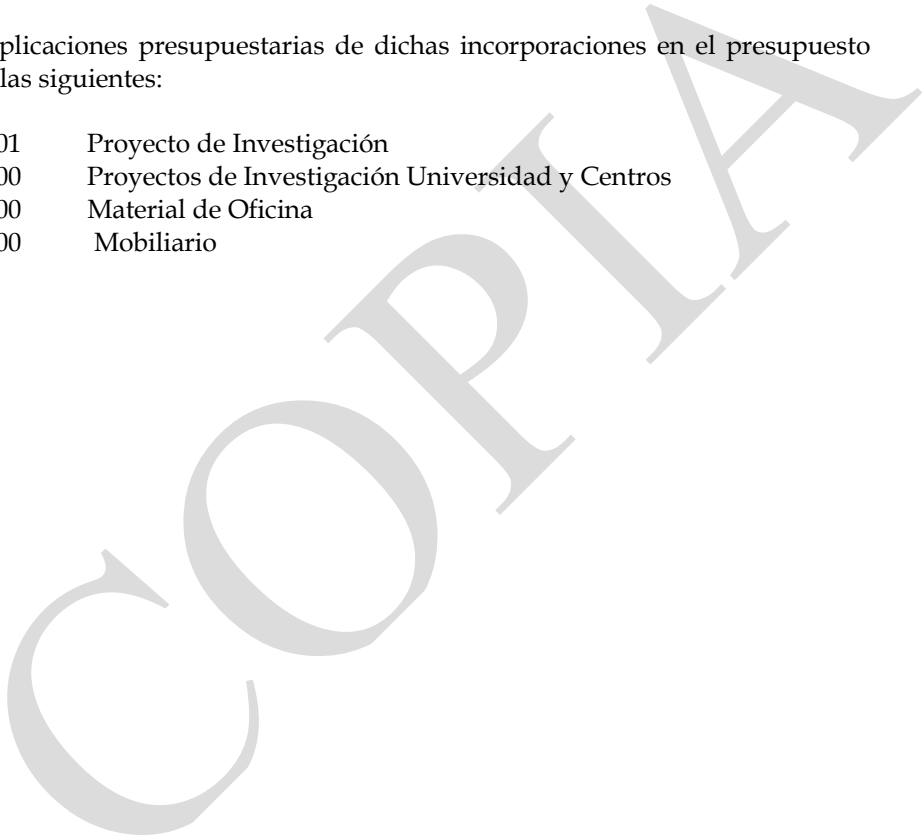 plicaciones presupuestarias de dichas incorporaciones en el presupuesto
las siguientes:
01 Proyecto de Investigación
00 Proyectos de Investigación Universidad y Centros
00 Material de Oficina
00 Mobiliario
COPIA